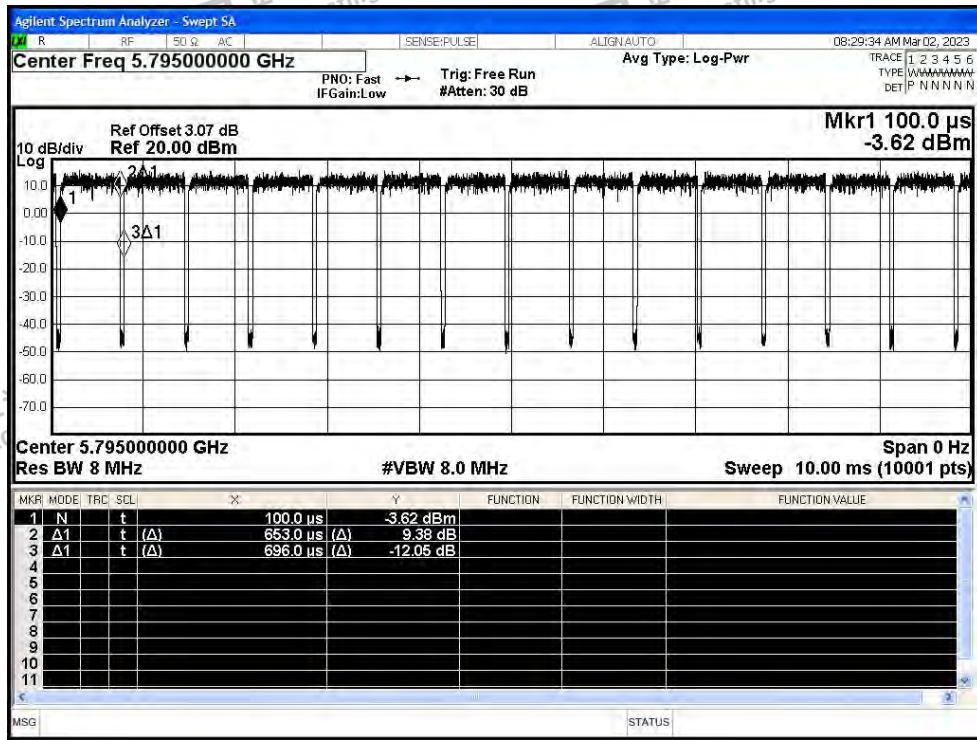 Agilent Spectrum Analyzer - Swept SA
R RF 50 Ω AC SENSE:PULSE ALIGN AUTO 08:29:34 AM Mar 02, 2023
Center Freq 5.795000000 GHz
PNO: Fast
IFGain:Low
Trig: Free Run
#Atten: 30 dB
Avg Type: Log-Pwr
TRACE 1 2 3 4 5 6
TYPE
DET P N N N N N
Mkr1 100.0 µs
-3.62 dBm
Ref Offset 3.07 dB
10 dB/div Ref 20.00 dBm
Log
10.0
0.00
-10.0
-20.0
-30.0
-40.0
-50.0
-60.0
-70.0
1
2Δ1
3Δ1
Center 5.795000000 GHz Span 0 Hz
Res BW 8 MHz #VBW 8.0 MHz Sweep 10.00 ms (10001 pts)
MKR MODE TRC SCL X Y FUNCTION FUNCTION WIDTH FUNCTION VALUE
1 N t 100.0 µs -3.62 dBm
2 Δ1 t (Δ) 653.0 µs (Δ) 9.38 dB
3 Δ1 t (Δ) 696.0 µs (Δ) -12.05 dB
4
5
6
7
8
9
10
11
MSG STATUS